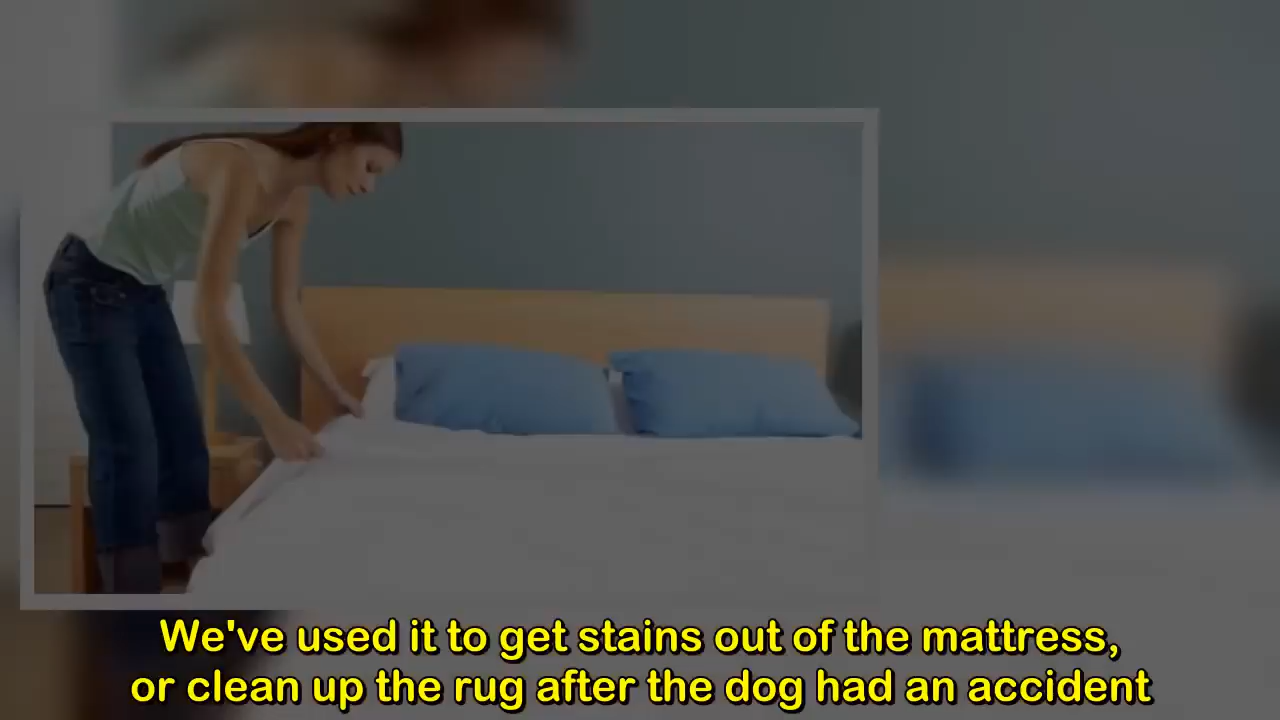 We've used it to get stains out of the mattress,
or clean up the rug after the dog had an accident